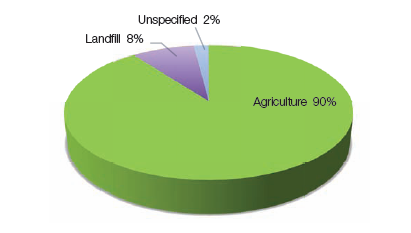 Unspecified 2%
Landfill 8%
Agriculture 90%